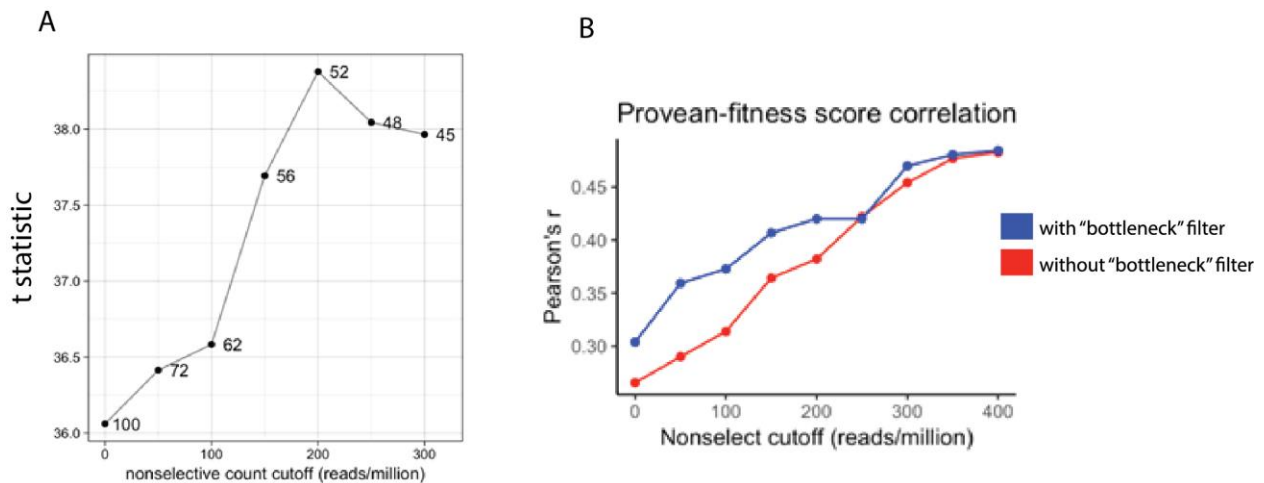 A
t statistic
38.0
37.5
37.0
36.5
36.0
100
72
62
56
52
48
45
0
100
200
300
nonselective count cutoff (reads/million)
B
Provean-fitness score correlation
Pearson's r
0.45
0.40
0.35
0.30
0
100
200
300
400
Nonselect cutoff (reads/million)
with “bottleneck” filter
without “bottleneck” filter